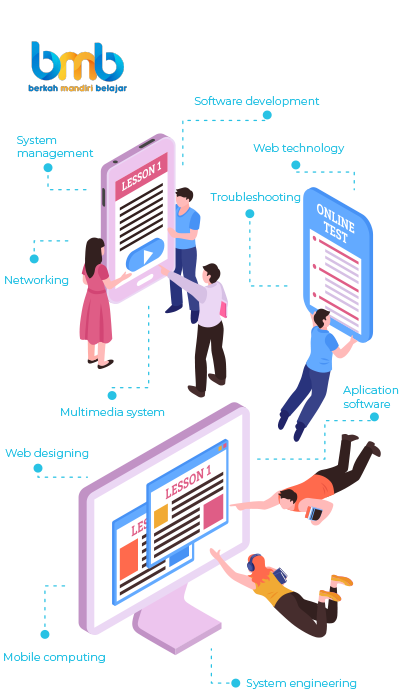 bmb
berkah mandiri belajar
Software development
System
management
Web technology
LESSON 1
Troubleshooting
ONLINE
TEST
Networking
Aplication
software
Multimedia system
Web designing
LESSON 1
LES
Mobile computing
System engineering